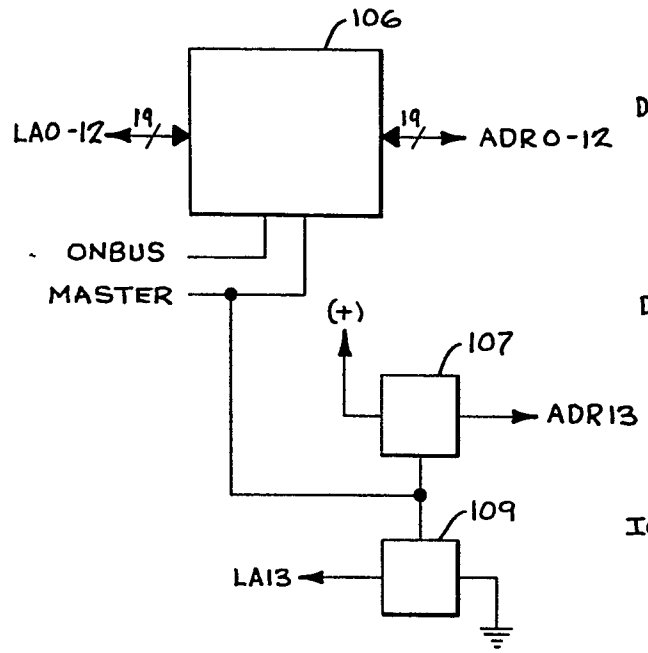 106
LA0-12 19 19 ADR0-12
D
ONBUS
MASTER
(+)
D
107
ADR13
109
I
LA13